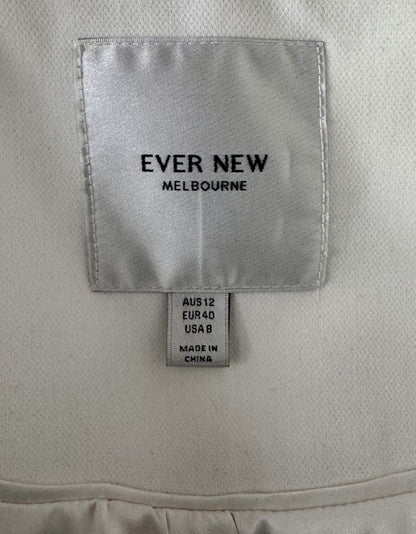 EVER NEW
MELBOURNE
AUS 12
EUR 40
USA 8
MADE IN
CHINA